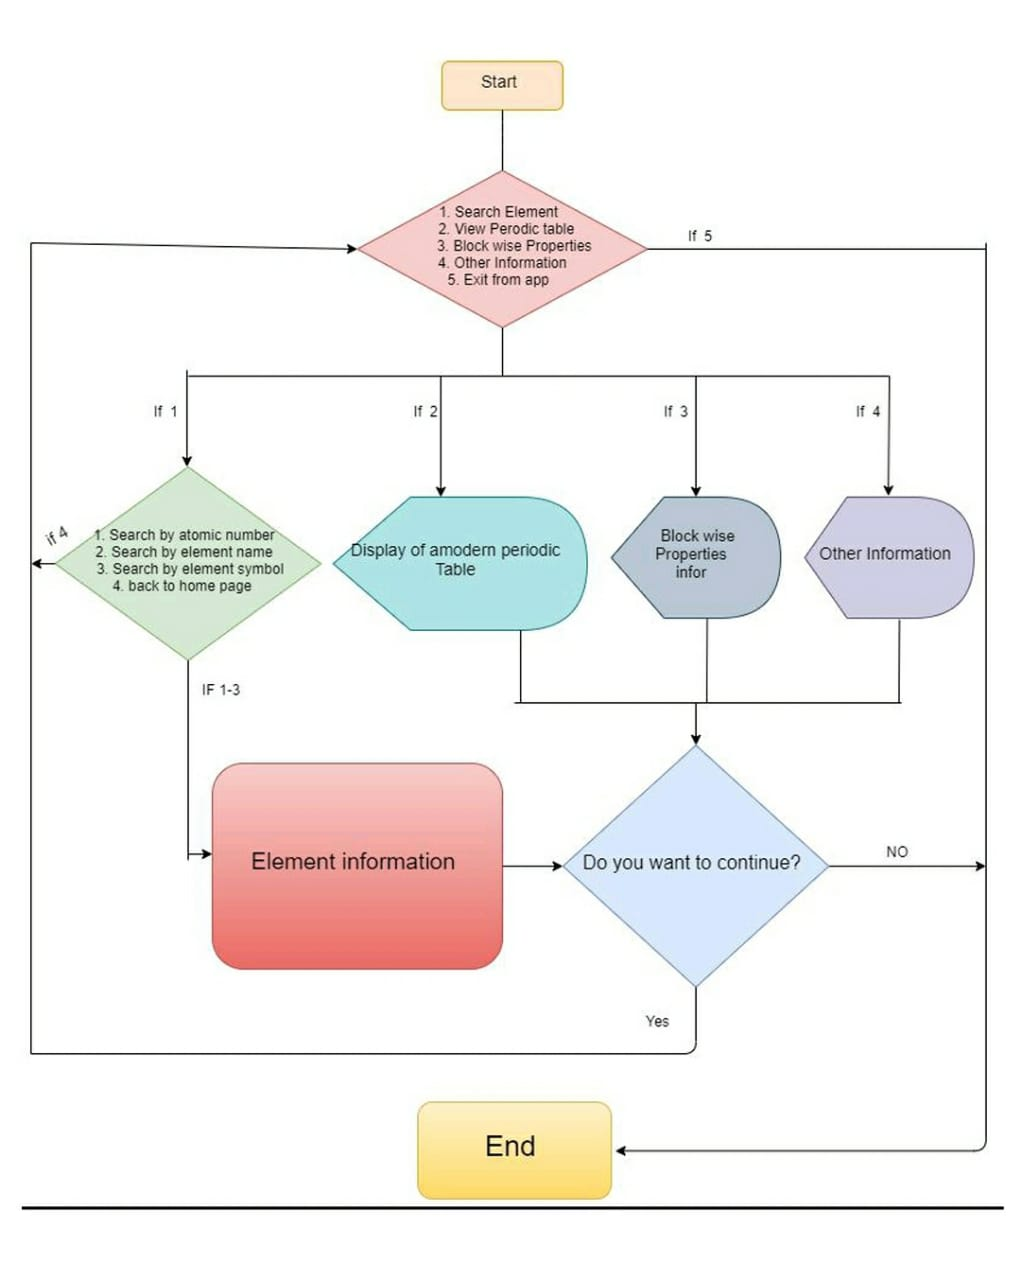 Start
1. Search Element
2. View Perodic table
3. Block wise Properties
4. Other Information
5. Exit from app
If 5
If 1
If 2
If 3
If 4
if 4
1. Search by atomic number
2. Search by element name
3. Search by element symbol
4. back to home page
Display of amodern periodic
Table
Block wise
Properties
infor
Other Information
IF 1-3
Element information
Do you want to continue?
NO
Yes
End